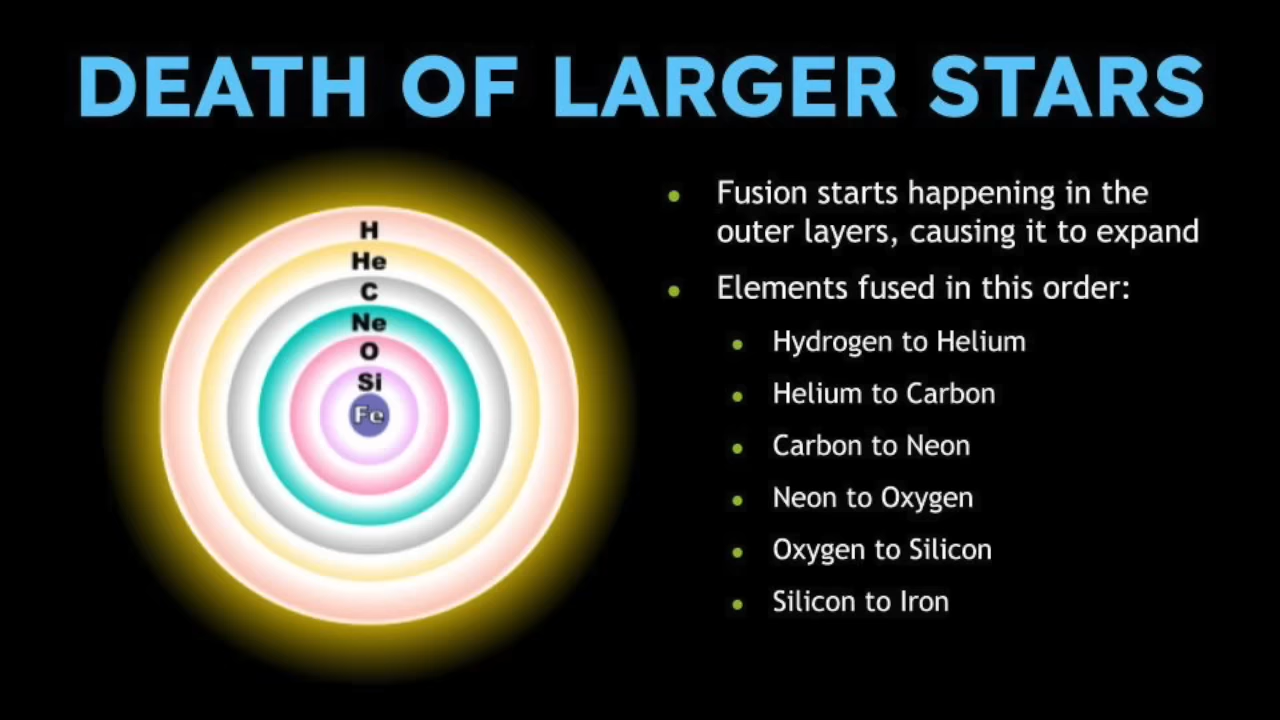 DEATH OF LARGER STARS
H
He
C
Ne
O
Si
Fe
Fusion starts happening in the
outer layers, causing it to expand
Elements fused in this order:
Hydrogen to Helium
Helium to Carbon
Carbon to Neon
Neon to Oxygen
Oxygen to Silicon
Silicon to Iron